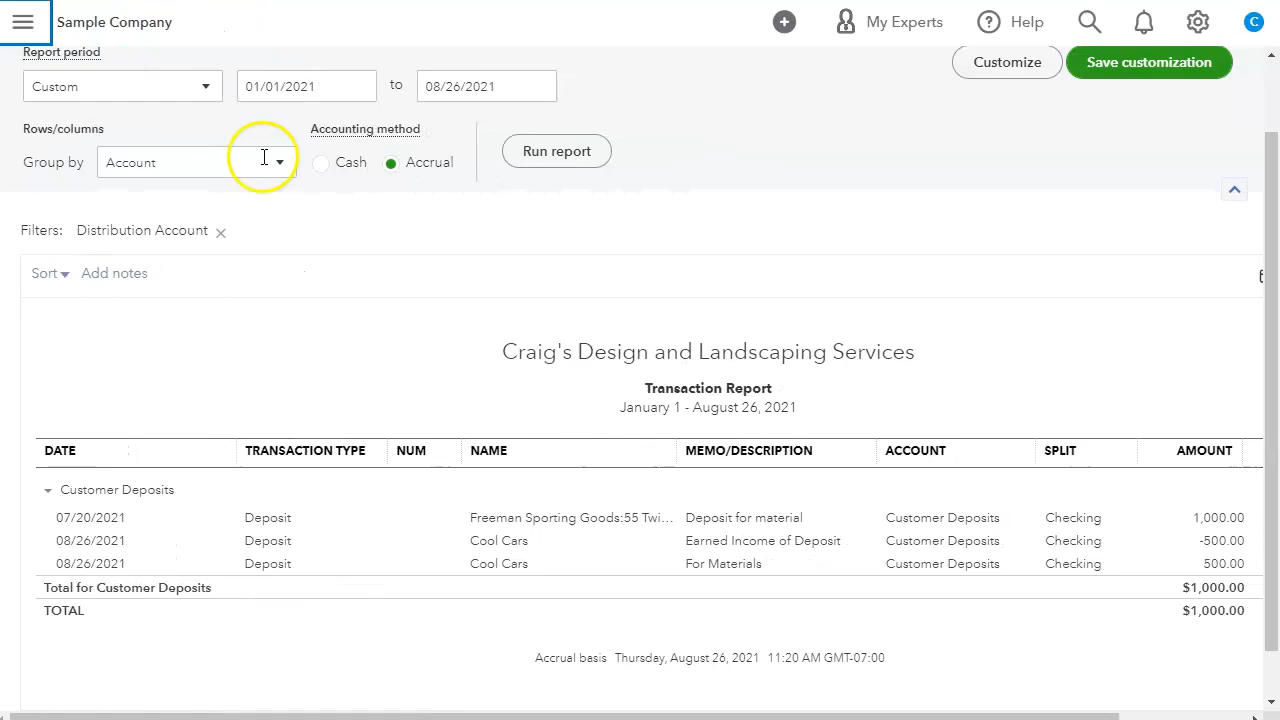 Sample Company
My Experts
Help
C
Report period
Customize
Save customization
Custom
01/01/2021
to
08/26/2021
Rows/columns
Accounting method
Group by
Account
Cash
Accrual
Run report
Filters: Distribution Account
Sort Add notes
Craig's Design and Landscaping Services
Transaction Report
January 1 - August 26, 2021
DATE TRANSACTION TYPE NUM NAME MEMO/DESCRIPTION ACCOUNT SPLIT AMOUNT
Customer Deposits
07/20/2021 Deposit Freeman Sporting Goods:55 Twi... Deposit for material Customer Deposits Checking 1,000.00
08/26/2021 Deposit Cool Cars Earned Income of Deposit Customer Deposits Checking -500.00
08/26/2021 Deposit Cool Cars For Materials Customer Deposits Checking 500.00
Total for Customer Deposits $1,000.00
TOTAL $1,000.00
Accrual basis Thursday, August 26, 2021 11:20 AM GMT-07:00